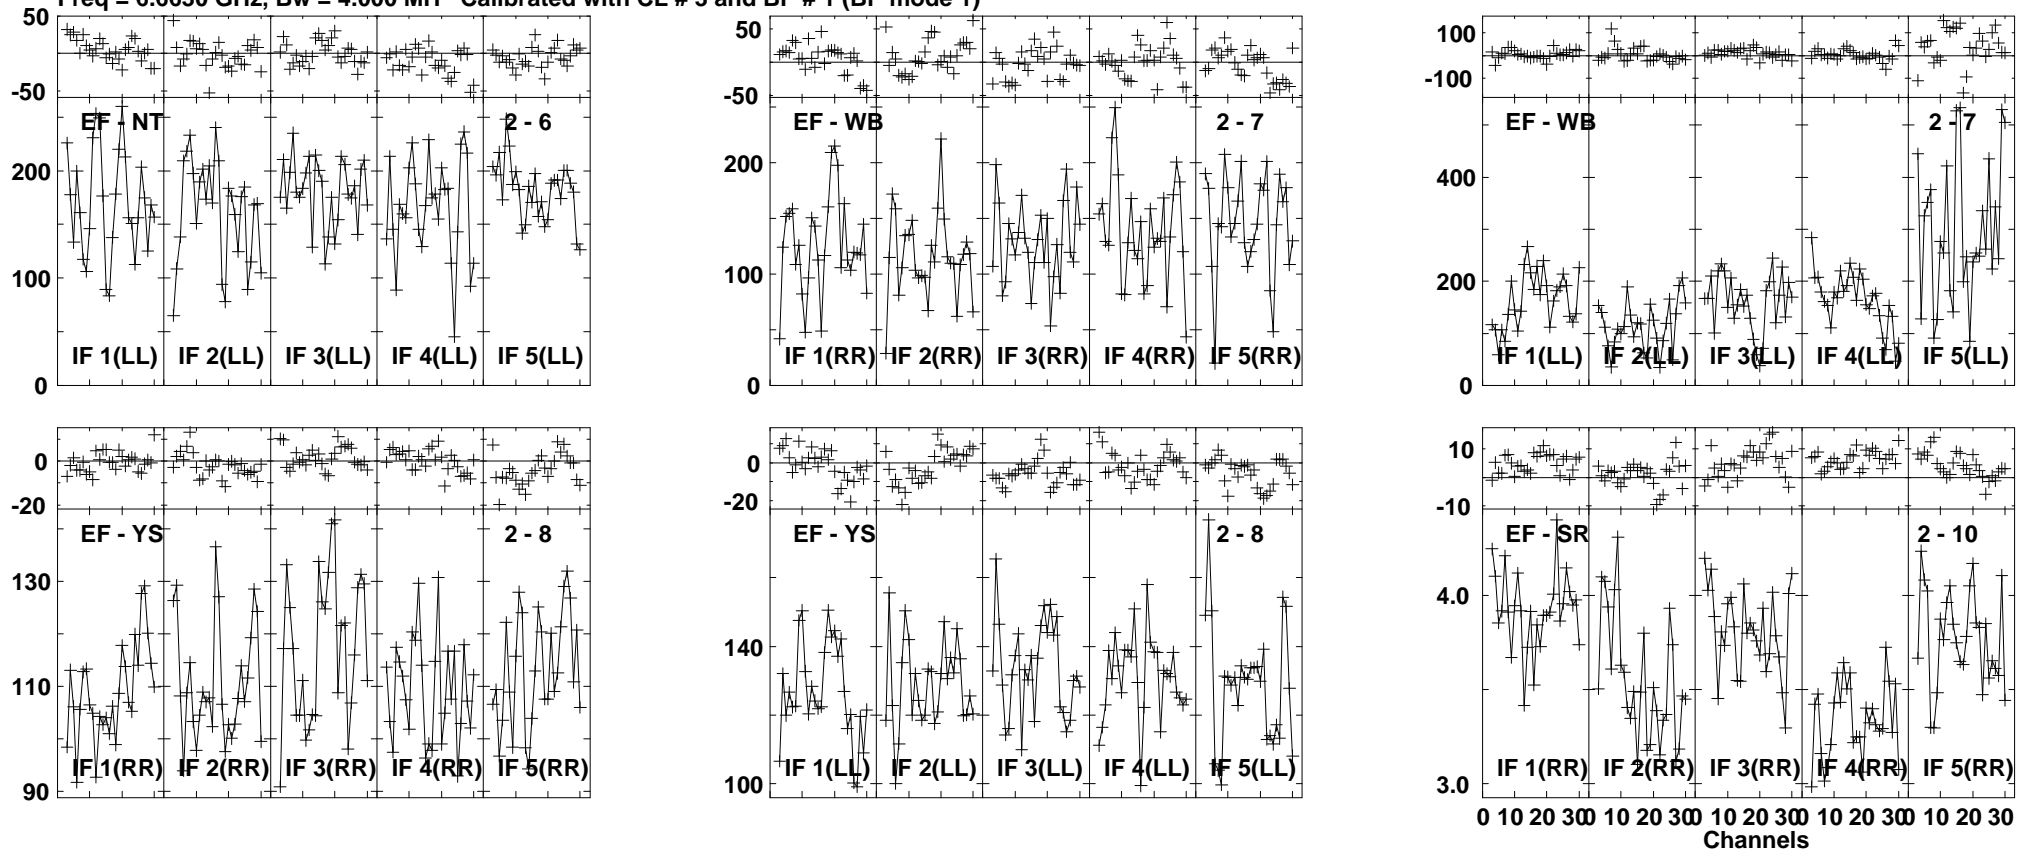 Freq = 6.6650 GHz, Bw = 4.000 MH Calibrated with CL # 3 and BP # 1 (BP mode 1)
50
-50
EF - NT
2 - 6
200
100
0
IF 1(LL) IF 2(LL) IF 3(LL) IF 4(LL) IF 5(LL)
50
-50
EF - WB
2 - 7
200
100
0
IF 1(RR) IF 2(RR) IF 3(RR) IF 4(RR) IF 5(RR)
100
-100
EF - WB
2 - 7
400
200
0
IF 1(LL) IF 2(LL) IF 3(LL) IF 4(LL) IF 5(LL)
0
-20
EF - YS
2 - 8
130
110
90
IF 1(RR) IF 2(RR) IF 3(RR) IF 4(RR) IF 5(RR)
0
-20
EF - YS
2 - 8
140
100
IF 1(LL) IF 2(LL) IF 3(LL) IF 4(LL) IF 5(LL)
10
-10
EF - SR
2 - 10
4.0
3.0
IF 1(RR) IF 2(RR) IF 3(RR) IF 4(RR) IF 5(RR)
0 10 20 30 0 10 20 30 0 10 20 30 0 10 20 30 0 10 20 30
Channels